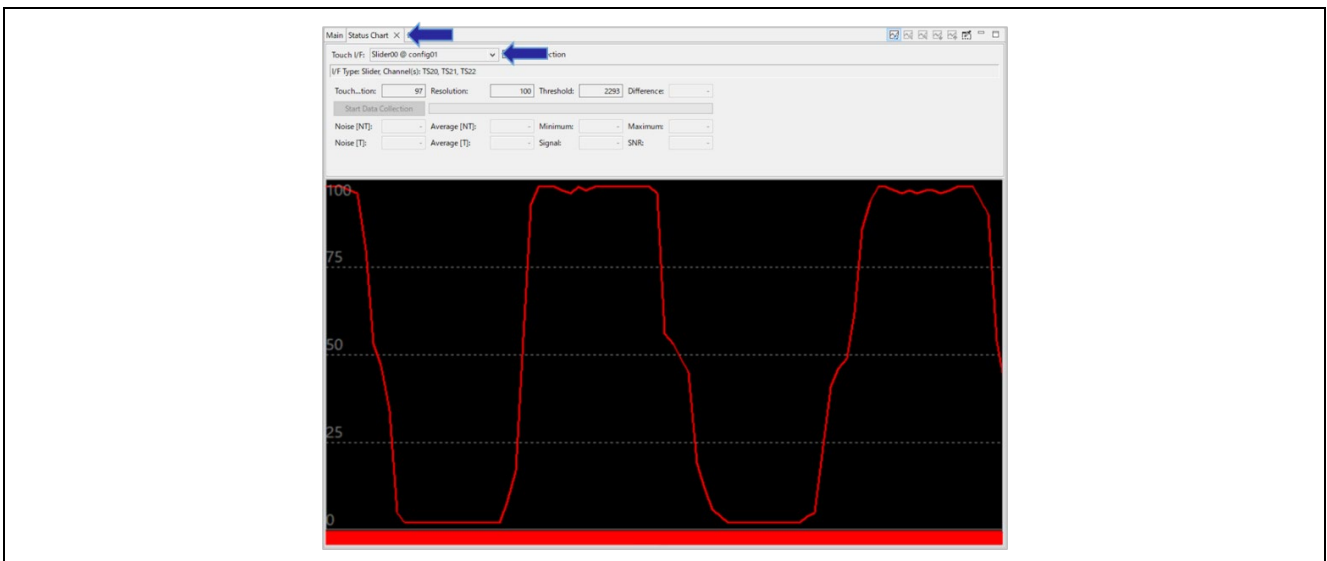 Main Status Chart
Touch I/F: Slider00 @ config01 ction
I/F Type: Slider, Channel(s): TS20, TS21, TS22
Touch...tion: 97 Resolution: 100 Threshold: 2293 Difference: -
Start Data Collection
Noise [NT]: - Average [NT]: - Minimum: - Maximum: -
Noise [T]: - Average [T]: - Signal: - SNR: -
100
75
50
25
0